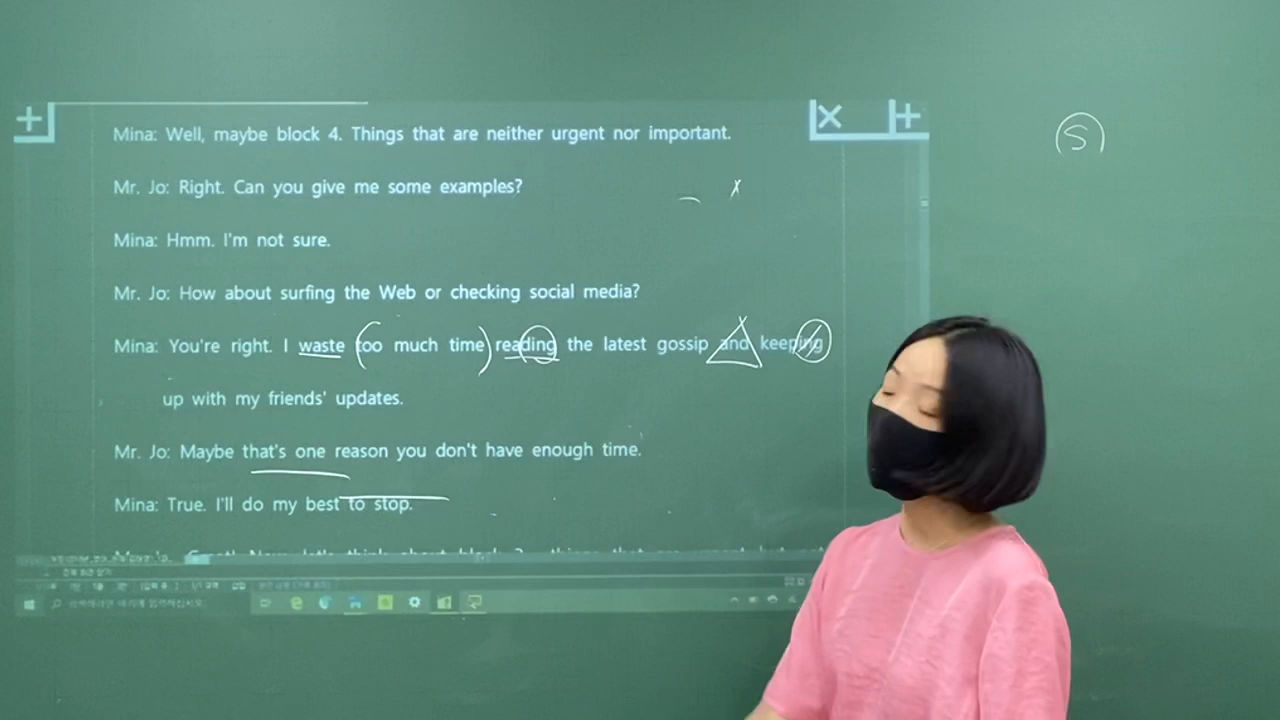 Mina: Well, maybe block 4. Things that are neither urgent nor important.
S
Mr. Jo: Right. Can you give me some examples?
Mina: Hmm. I'm not sure.
Mr. Jo: How about surfing the Web or checking social media?
Mina: You're right. I waste too much time reading the latest gossip and keeping
up with my friends' updates.
Mr. Jo: Maybe that's one reason you don't have enough time.
Mina: True. I'll do my best to stop.